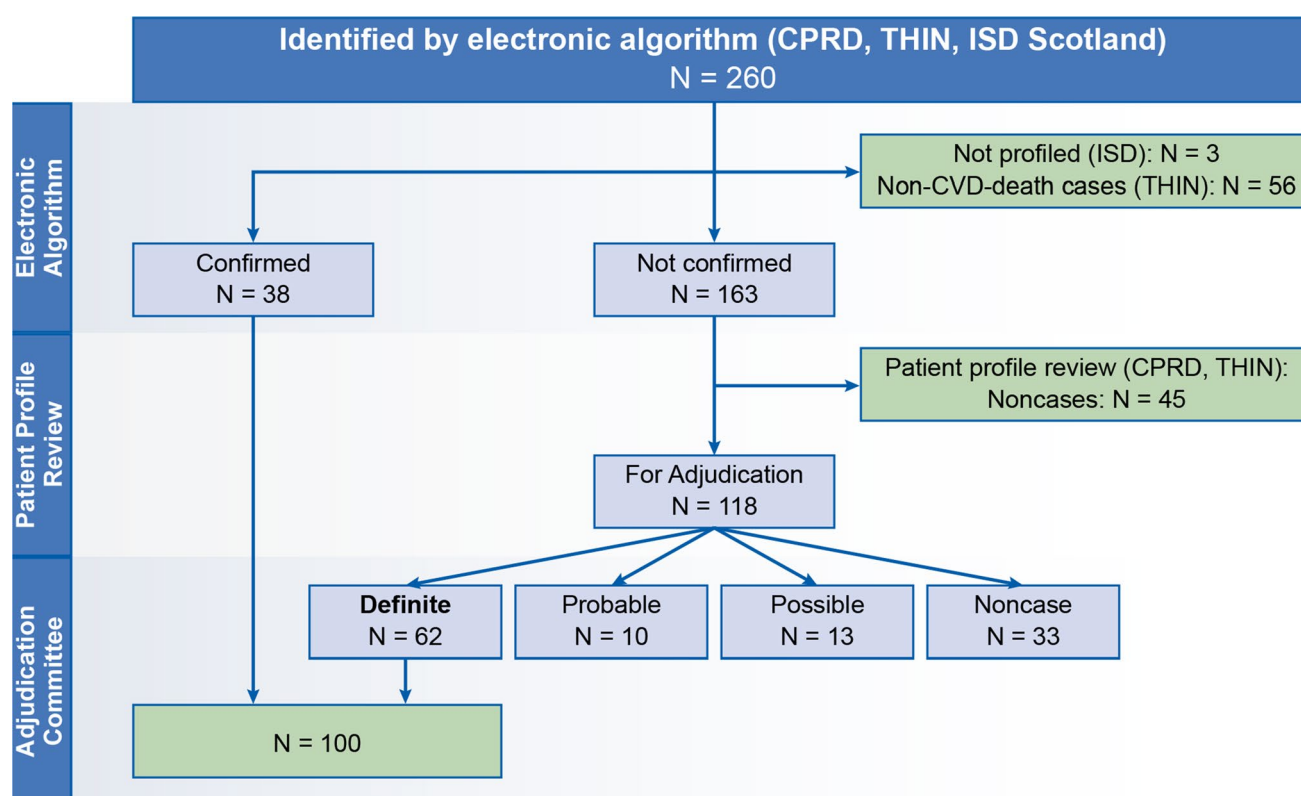 Identified by electronic algorithm (CPRD, THIN, ISD Scotland)
N = 260
Electronic
Algorithm
Not profiled (ISD): N = 3
Non-CVD-death cases (THIN): N = 56
Confirmed
N = 38
Not confirmed
N = 163
Patient Profile
Review
Patient profile review (CPRD, THIN):
Noncases: N = 45
For Adjudication
N = 118
Adjudication
Committee
Definite
N = 62
Probable
N = 10
Possible
N = 13
Noncase
N = 33
N = 100